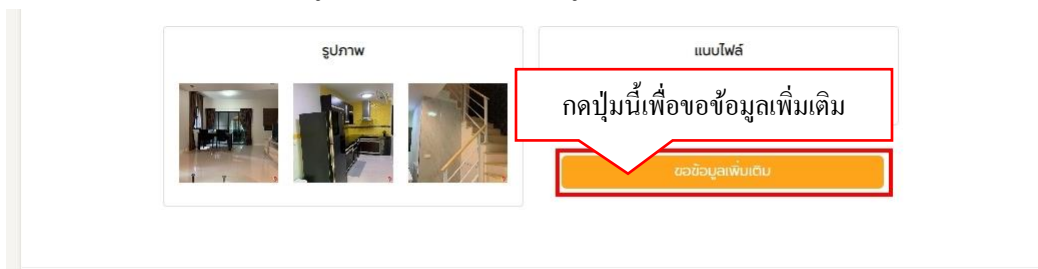 รูปภาพ
แนบไฟล์
กดปุ่มนี้เพื่อขอข้อมูลเพิ่มเติม
ขอข้อมูลเพิ่มเติม